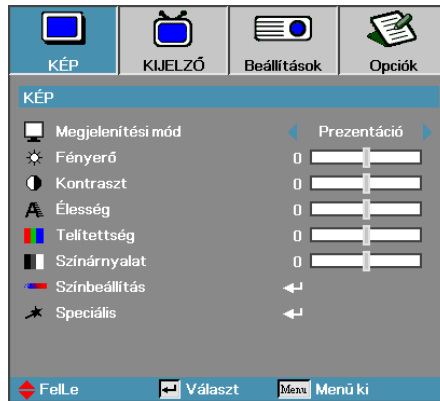 KÉP KIJELZŐ Beállítások Opciók
KÉP
Megjelenítési mód Prezentáció
Fényerő 0
Kontraszt 0
Élesség 0
Telítettség 0
Színárnyalat 0
Színbeállítás
Speciális
FelLe Választ Menu Menü ki